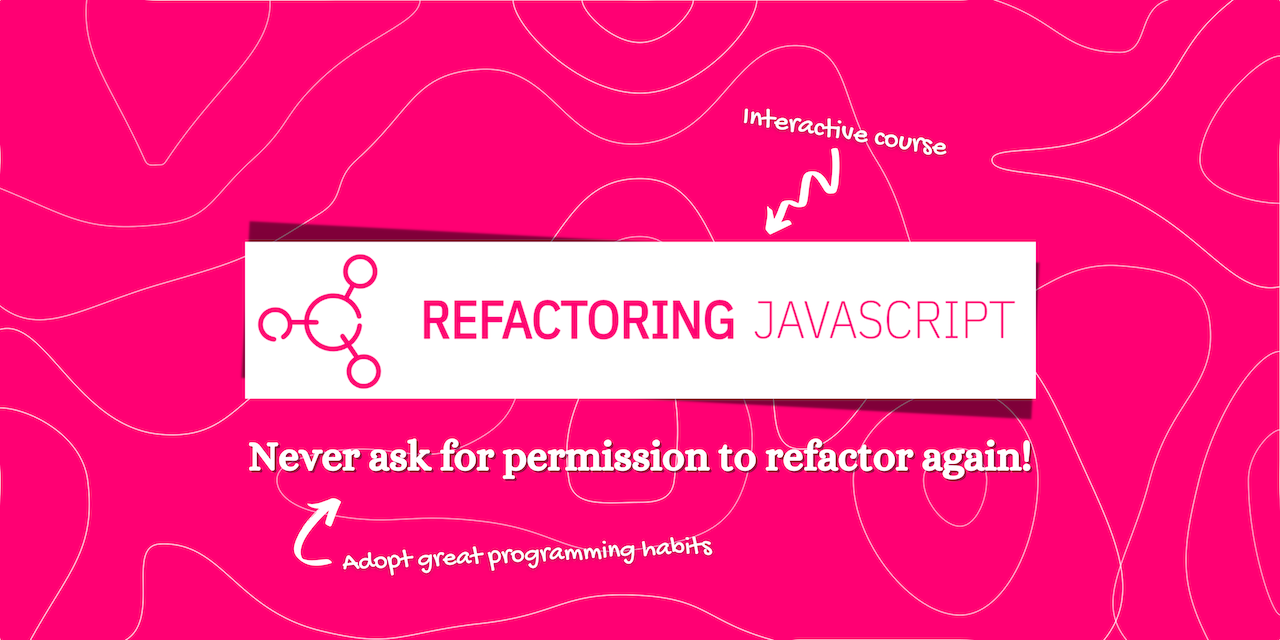 Interactive course
REFACTORING JAVASCRIPT
Never ask for permission to refactor again!
Adopt great programming habits